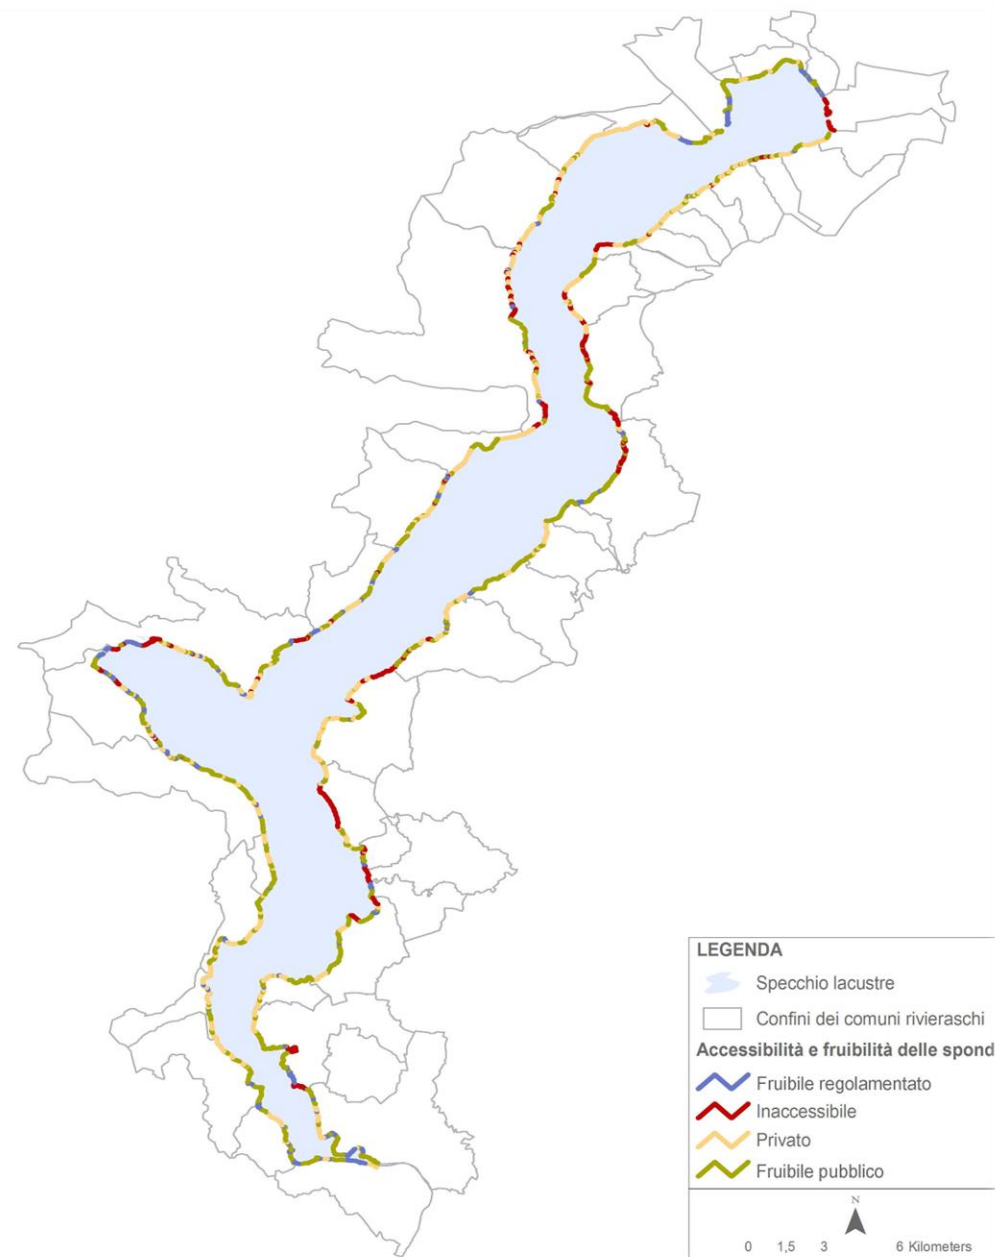 LEGENDA
Specchio lacustre
Confini dei comuni rivieraschi
Accessibilità e fruibilità delle spond
Fruibile regolamentato
Inaccessibile
Privato
Fruibile pubblico
N
0 1,5 3 6 Kilometers